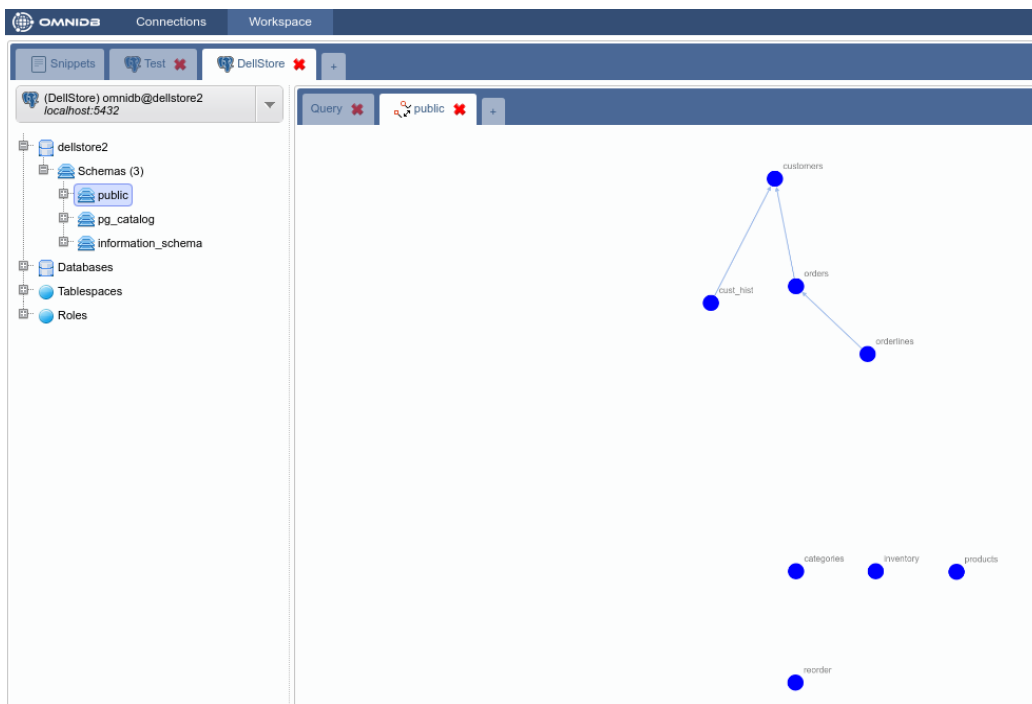 OMNIDB Connections Workspace
Snippets Test DellStore +
(DellStore) omnidb@dellstore2
localhost:5432
Query public +
dellstore2
Schemas (3)
public
pg_catalog
information_schema
Databases
Tablespaces
Roles
customers
orders
cust_hist
orderlines
categories inventory products
reorder